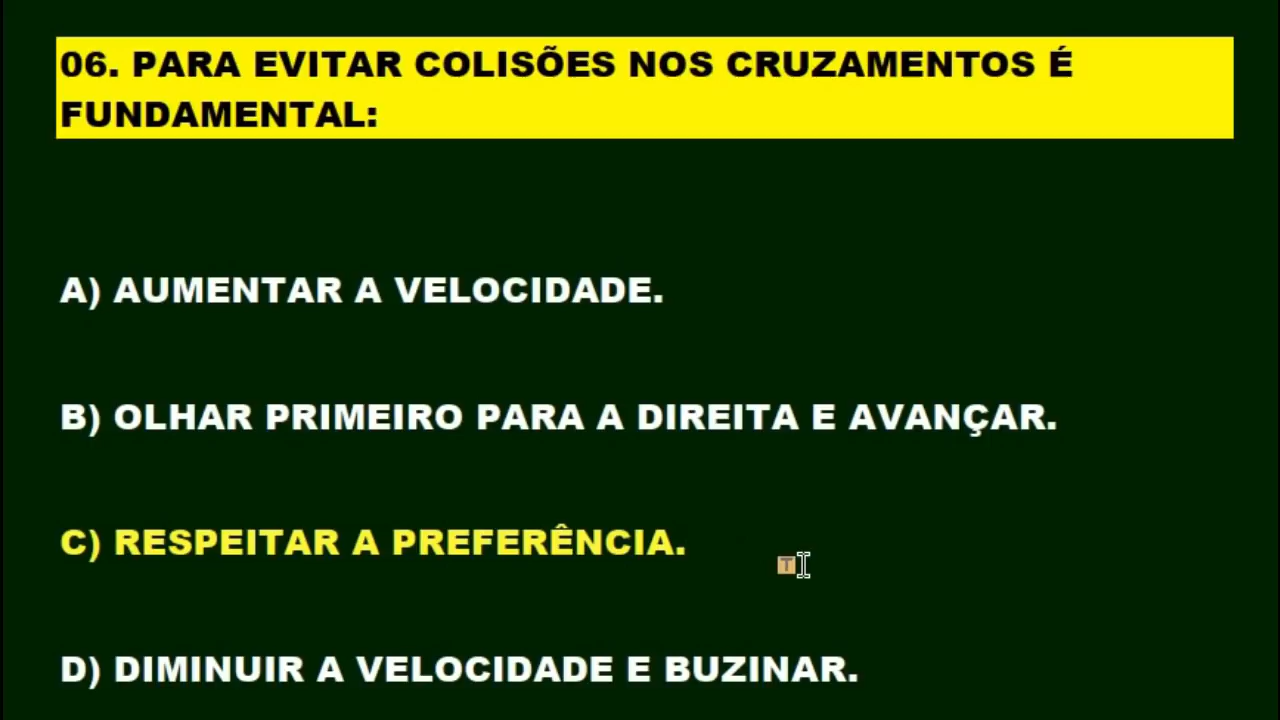 06. PARA EVITAR COLISÕES NOS CRUZAMENTOS É
FUNDAMENTAL:
A) AUMENTAR A VELOCIDADE.
B) OLHAR PRIMEIRO PARA A DIREITA E AVANÇAR.
C) RESPEITAR A PREFERÊNCIA.
T
D) DIMINUIR A VELOCIDADE E BUZINAR.